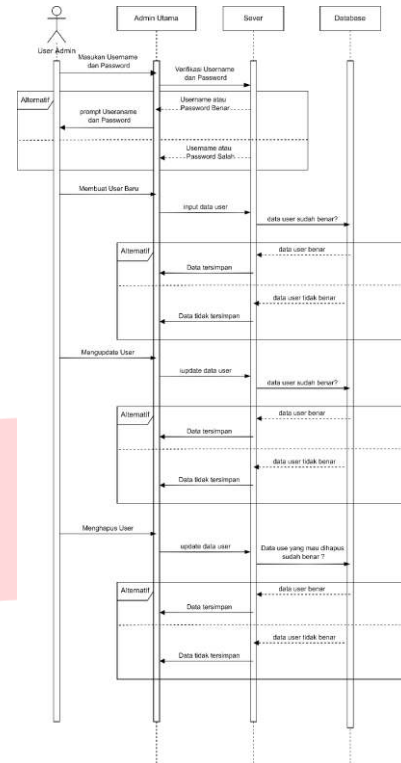 Admin Utama
Sever
Database
User Admin
Masukan Username
dan Password
Verifikasi Username
dan Password
Alternatif
Username atau
Password Benar
prompt Useraname
dan Password
Username atau
Password Salah
Membuat User Baru
input data user
data user sudah benar?
Alternatif
data user benar
Data tersimpan
data user tidak benar
Data tidak tersimpan
Mangupdata User
iupdate data user
data user sudah benar?
Alternatif
data user benar
Data tersimpan
data user tidak benar
Data tidak tersimpan
Menghapus User
update data user
Data use yang mau dihapus
sudah benar ?
Alternatif
data user benar
Data tersimpan
data user tidak benar
Data tidak tersimpan